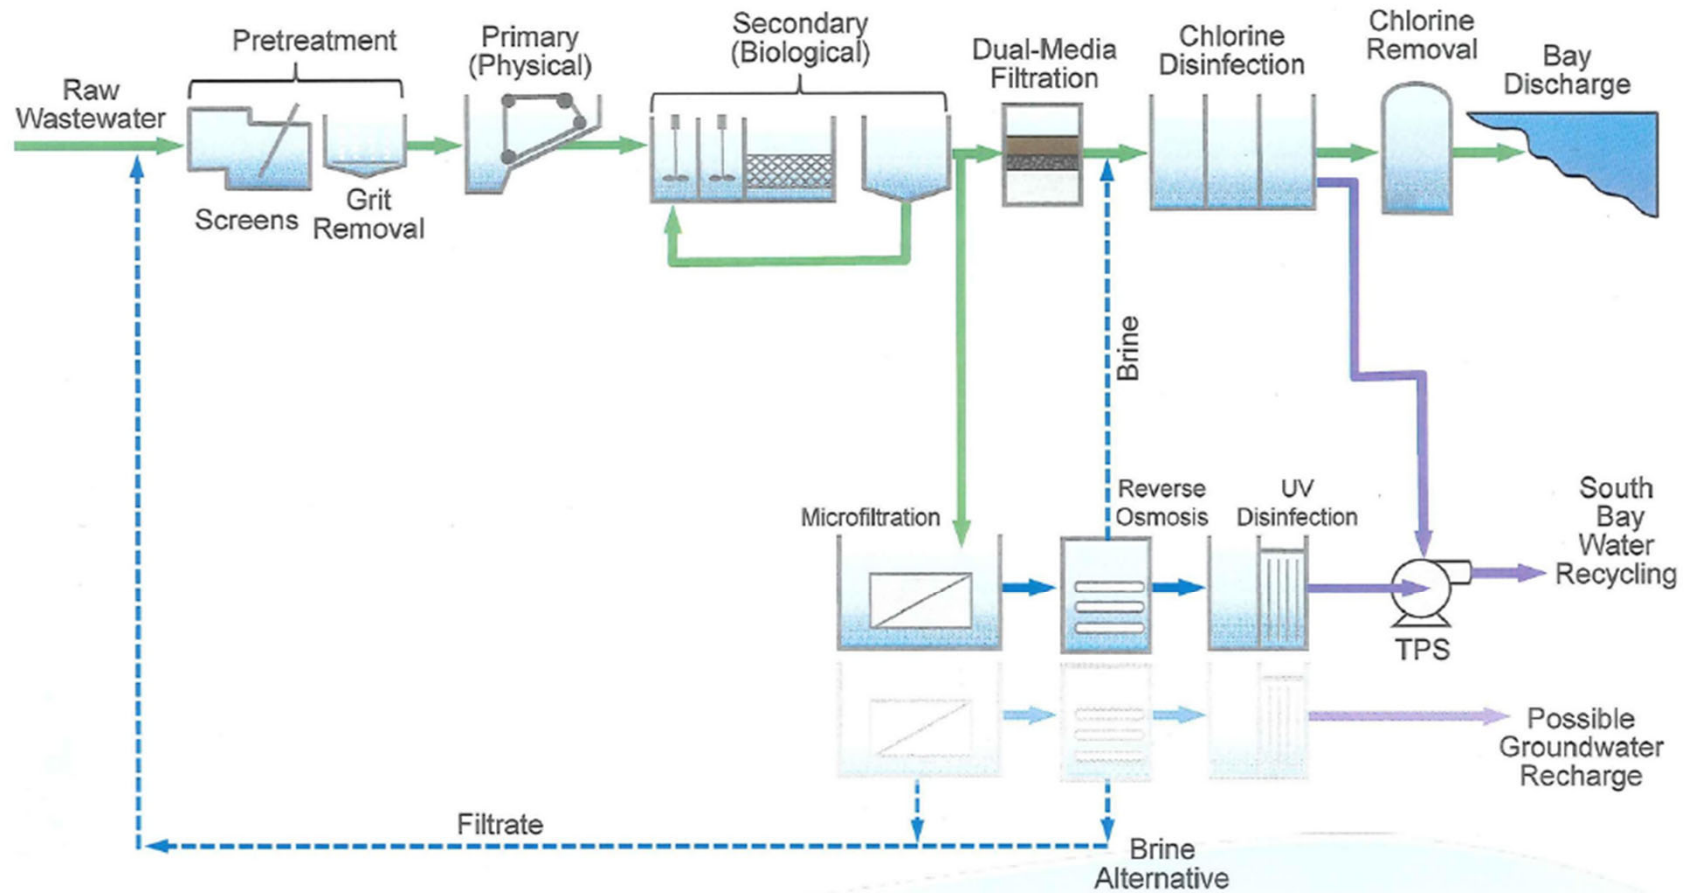 Raw
Wastewater
Pretreatment
Screens
Grit
Removal
Primary
(Physical)
Secondary
(Biological)
Dual-Media
Filtration
Chlorine
Disinfection
Chlorine
Removal
Bay
Discharge
Brine
Microfiltration
Reverse
Osmosis
UV
Disinfection
TPS
South
Bay
Water
Recycling
Possible
Groundwater
Recharge
Filtrate
Brine
Alternative